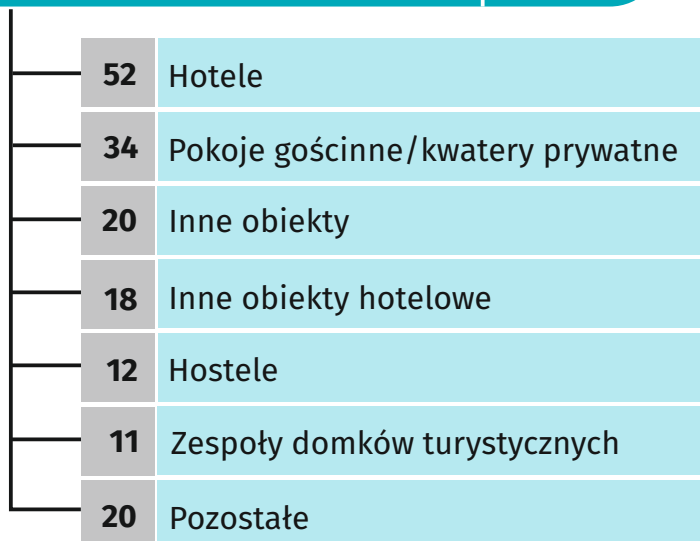 52 Hotele
34 Pokoje gościnne/kwatery prywatne
20 Inne obiekty
18 Inne obiekty hotelowe
12 Hostele
11 Zespoły domków turystycznych
20 Pozostałe